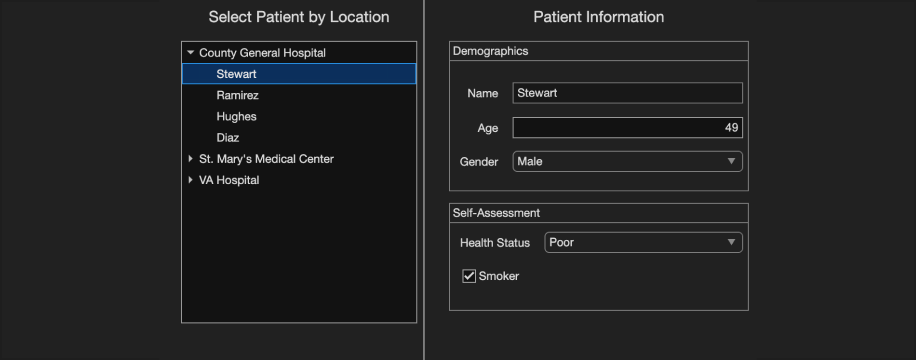 Select Patient by Location
County General Hospital
Stewart
Ramirez
Hughes
Diaz
St. Mary's Medical Center
VA Hospital
Patient Information
Demographics
Name Stewart
Age 49
Gender Male
Self-Assessment
Health Status Poor
Smoker